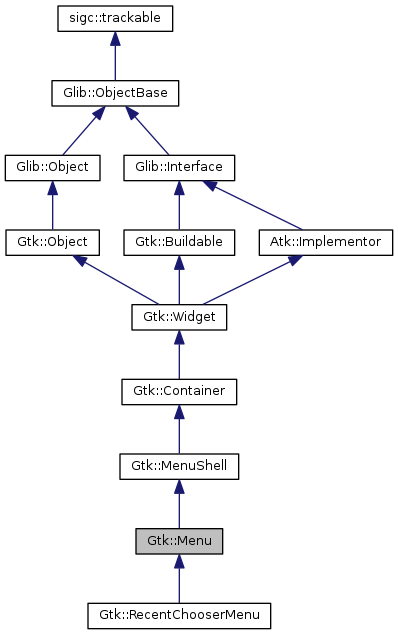 sigc::trackable
Glib::ObjectBase
Glib::Object
Glib::Interface
Gtk::Object
Gtk::Buildable
Atk::Implementor
Gtk::Widget
Gtk::Container
Gtk::MenuShell
Gtk::Menu
Gtk::RecentChooserMenu